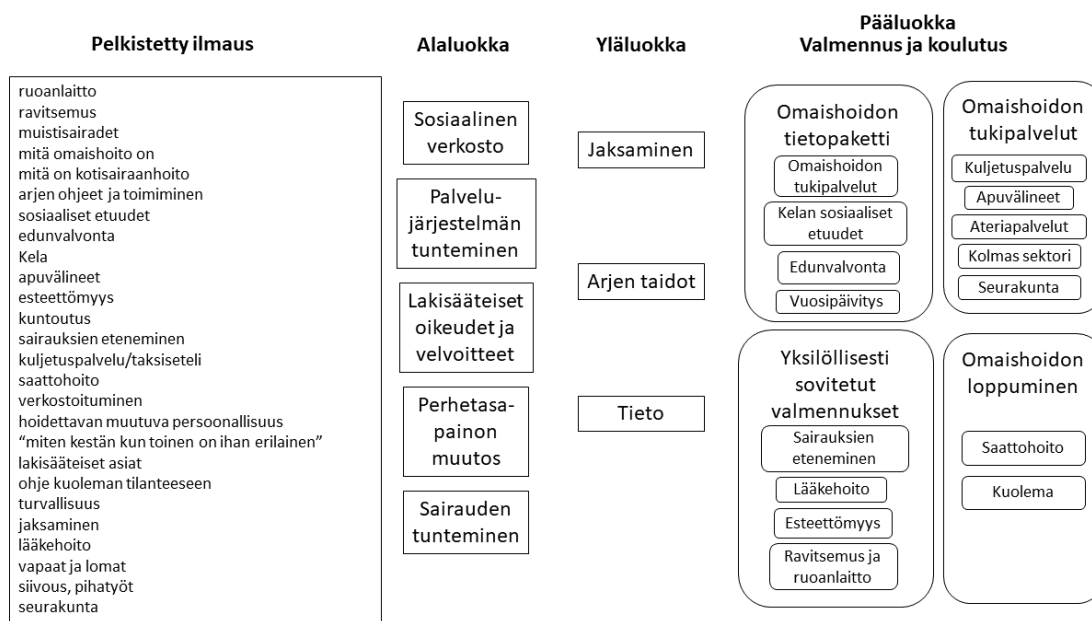 Pelkistetty ilmaus
ruoanlaitto
ravitsemus
muistisairadet
mitä omaishoito on
mitä on kotisairaanhoito
arjen ohjeet ja toimiminen
sosiaaliset etuudet
edunvalvonta
Kela
apuvälineet
esteettömyys
kuntoutus
sairauksien eteneminen
kuljetuspalvelu/taksiseteli
saattohoito
verkostoituminen
hoidettavan muutuva persoonallisuus
“miten kestän kun toinen on ihan erilainen”
lakisääteiset asiat
ohje kuoleman tilanteeseen
turvallisuus
jaksaminen
lääkehoito
vapaat ja lomat
siivous, pihatyöt
seurakunta
Alaluokka
Sosiaalinen
verkosto
Palvelu-
järjestelmän
tunteminen
Lakisääteiset
oikeudet ja
velvoitteet
Perhetasa-
painon
muutos
Sairauden
tunteminen
Yläluokka
Jaksaminen
Arjen taidot
Tieto
Pääluokka
Valmennus ja koulutus
Omaishoidon
tietopaketti
Omaishoidon
tukipalvelut
Kelan sosiaaliset
etuudet
Edunvalvonta
Vuosipäivitys
Omaishoidon
tukipalvelut
Kuljetuspalvelu
Apuvälineet
Ateriapalvelut
Kolmas sektori
Seurakunta
Yksilöllisesti
sovitetut
valmennukset
Sairauksien
eteneminen
Lääkehoito
Esteettömyys
Ravitsemus ja
ruoanlaitto
Omaishoidon
loppuminen
Saattohoito
Kuolema